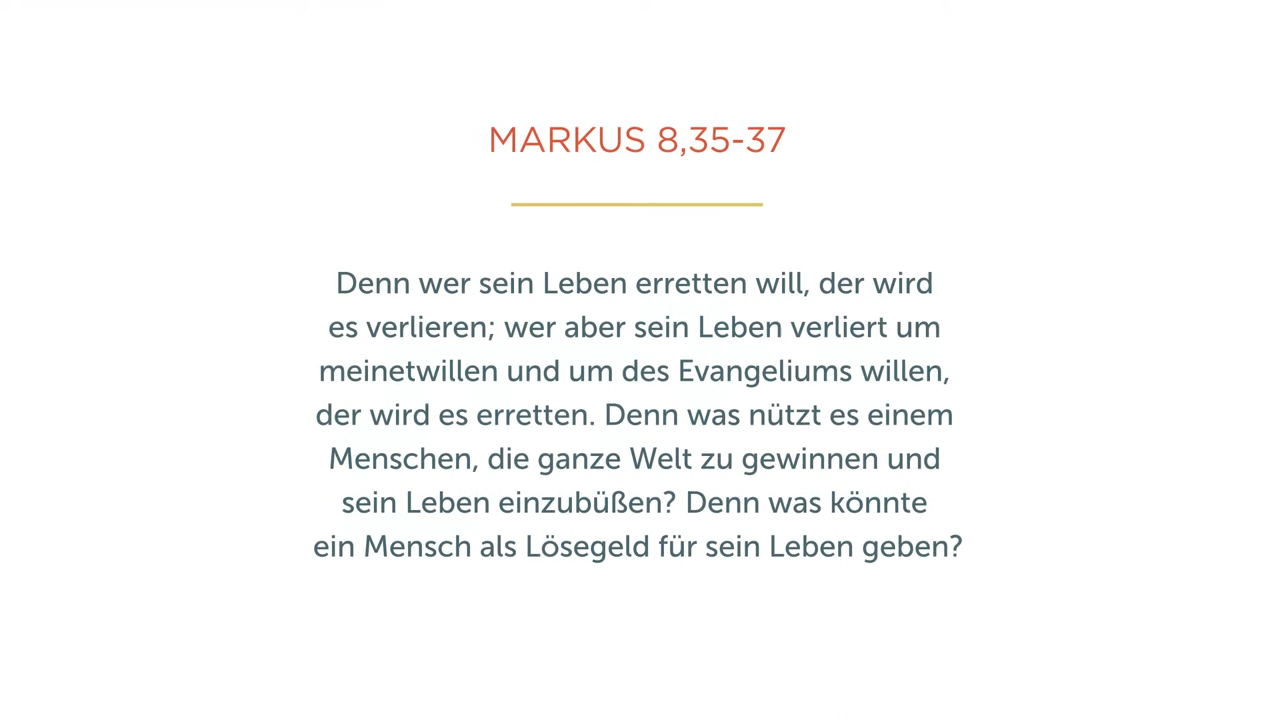 MARKUS 8,35-37
Denn wer sein Leben erretten will, der wird
es verlieren; wer aber sein Leben verliert um
meinetwillen und um des Evangeliums willen,
der wird es erretten. Denn was nützt es einem
Menschen, die ganze Welt zu gewinnen und
sein Leben einzubüßen? Denn was könnte
ein Mensch als Lösegeld für sein Leben geben?